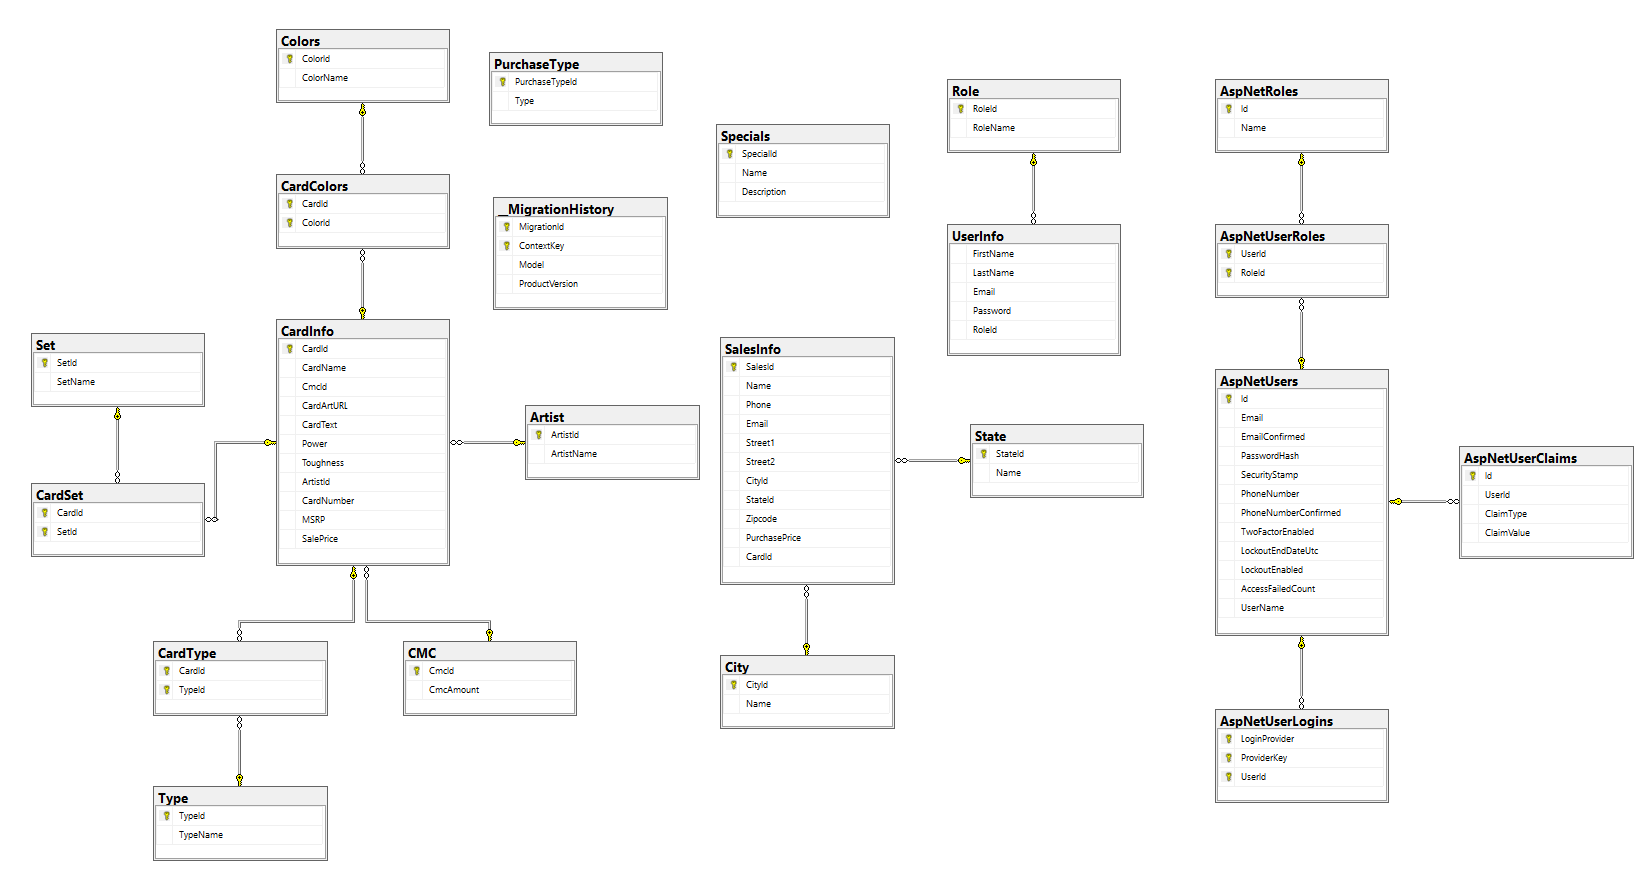 Colors
ColorId
ColorName
PurchaseType
PurchaseTypeId
Type
Role
RoleId
RoleName
AspNetRoles
Id
Name
Specials
SpecialId
Name
Description
CardColors
CardId
ColorId
__MigrationHistory
MigrationId
ContextKey
Model
ProductVersion
UserInfo
FirstName
LastName
Email
Password
RoleId
AspNetUserRoles
UserId
RoleId
CardInfo
CardId
CardName
CmcId
CardArtURL
CardText
Power
Toughness
ArtistId
CardNumber
MSRP
SalePrice
Set
SetId
SetName
SalesInfo
SalesId
Name
Phone
Email
Street1
Street2
CityId
StateId
Zipcode
PurchasePrice
CardId
AspNetUsers
Id
Email
EmailConfirmed
PasswordHash
SecurityStamp
PhoneNumber
PhoneNumberConfirmed
TwoFactorEnabled
LockoutEndDateUtc
LockoutEnabled
AccessFailedCount
UserName
Artist
ArtistId
ArtistName
State
StateId
Name
AspNetUserClaims
Id
UserId
ClaimType
ClaimValue
CardSet
CardId
SetId
CardType
CardId
TypeId
CMC
CmcId
CmcAmount
City
CityId
Name
AspNetUserLogins
LoginProvider
ProviderKey
UserId
Type
TypeId
TypeName